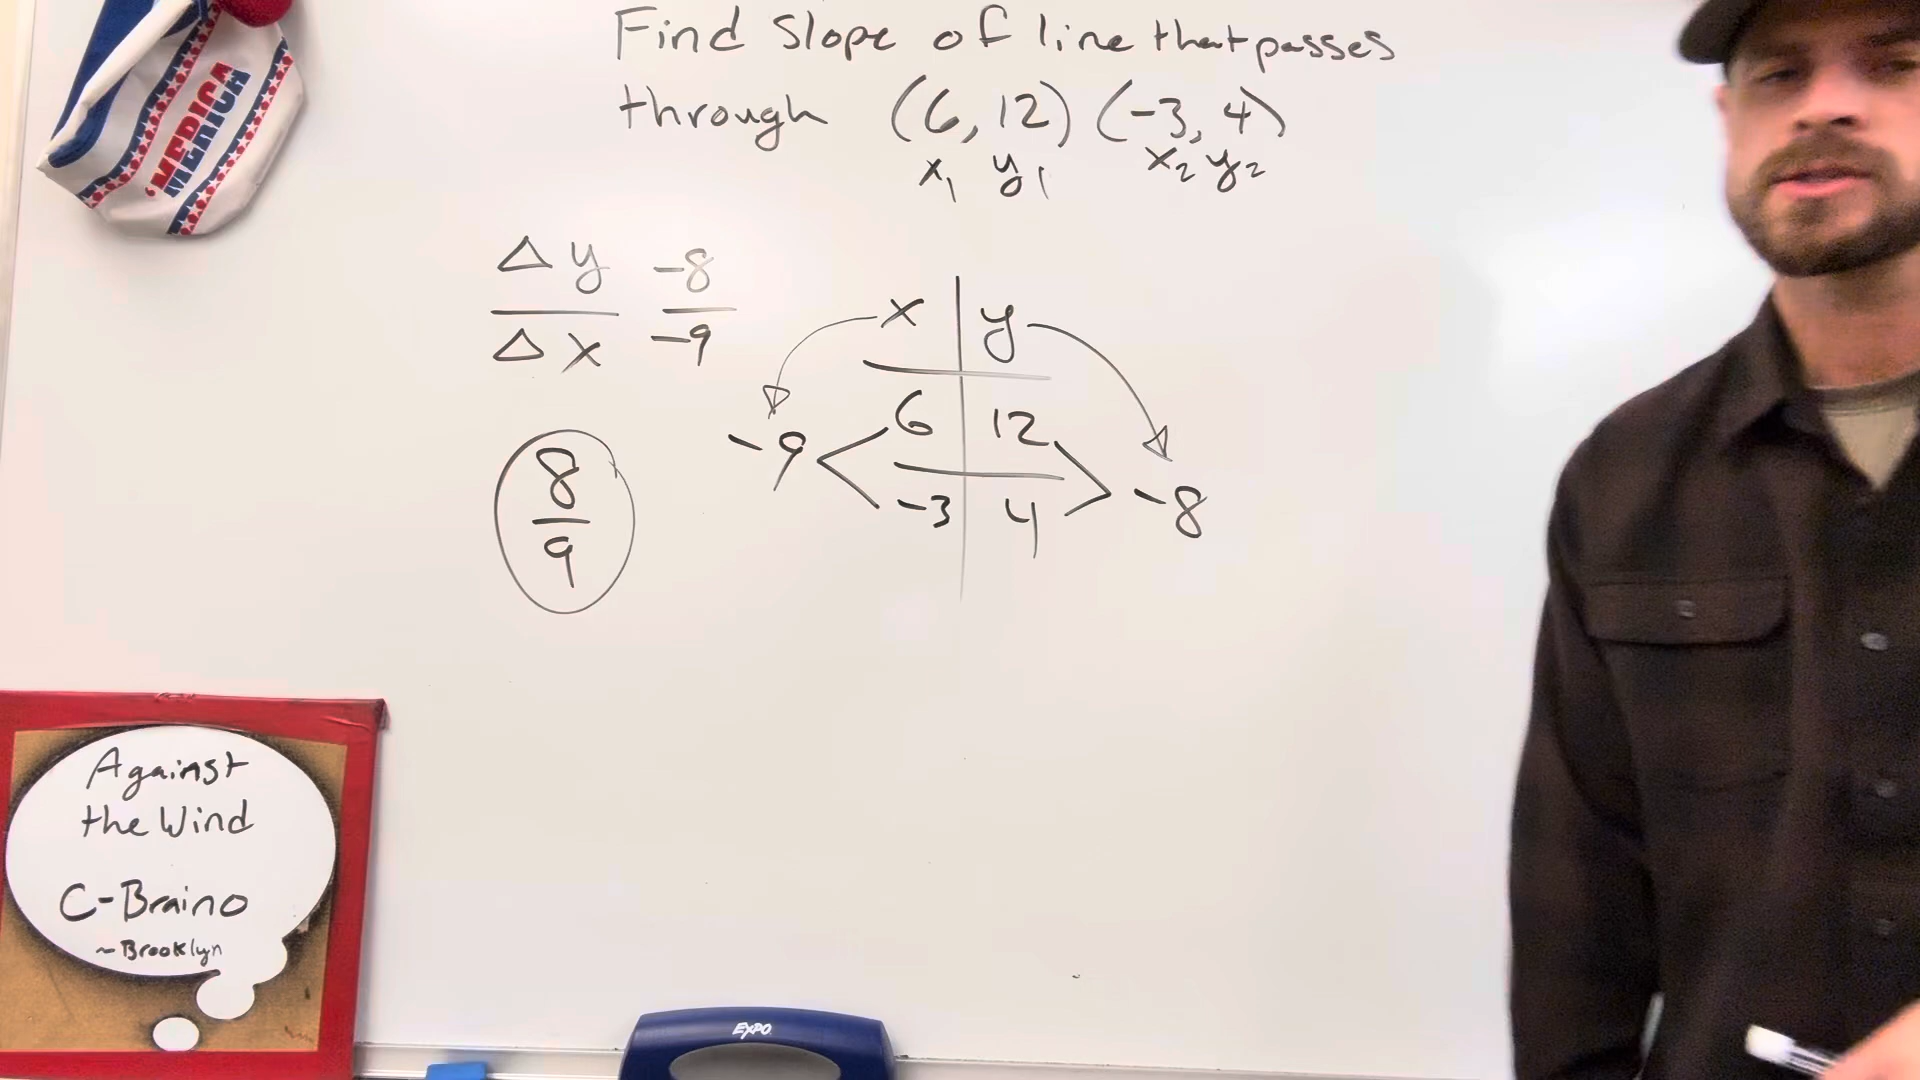 Find Slope of line that passes
through (6, 12) (-3, 4)
x₁ y₁ x₂ y₂
'MERICA
MERICA
Δy -8
Δx -9
x y
6 12
-9
-3 4
-8
8
9
Against
the Wind
C-Braino
~Brooklyn
EXPO